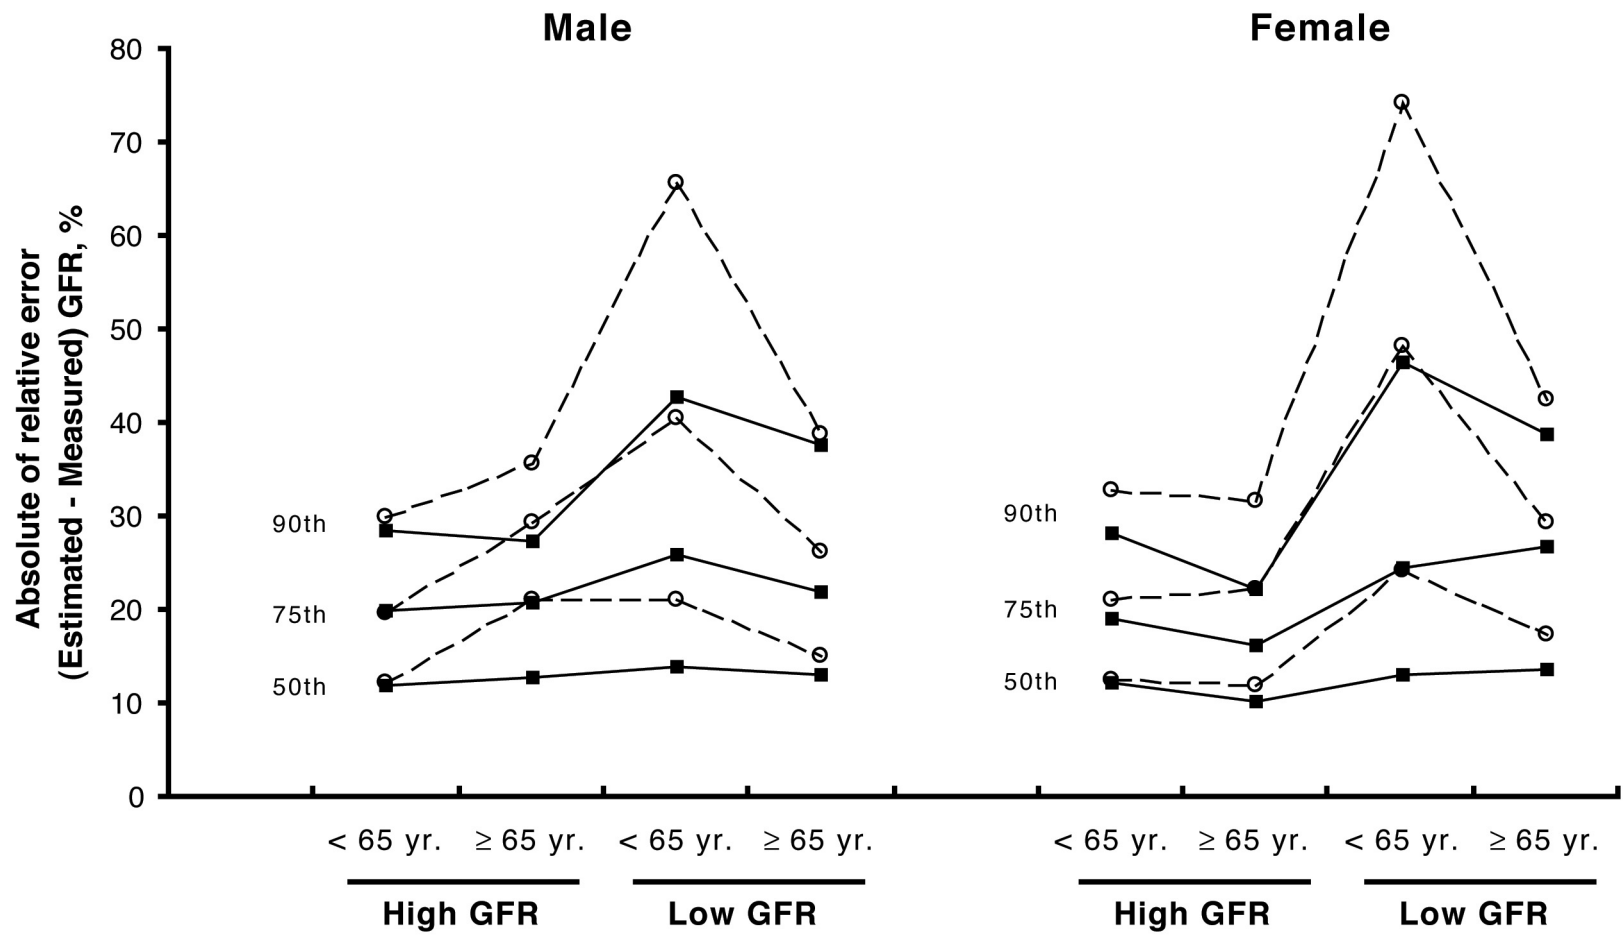 Male
Female
80
70
60
50
40
30
20
10
0
Absolute of relative error
(Estimated - Measured) GFR, %
90th
75th
50th
90th
75th
50th
< 65 yr.
≥ 65 yr.
< 65 yr.
≥ 65 yr.
< 65 yr.
≥ 65 yr.
< 65 yr.
≥ 65 yr.
High GFR
Low GFR
High GFR
Low GFR